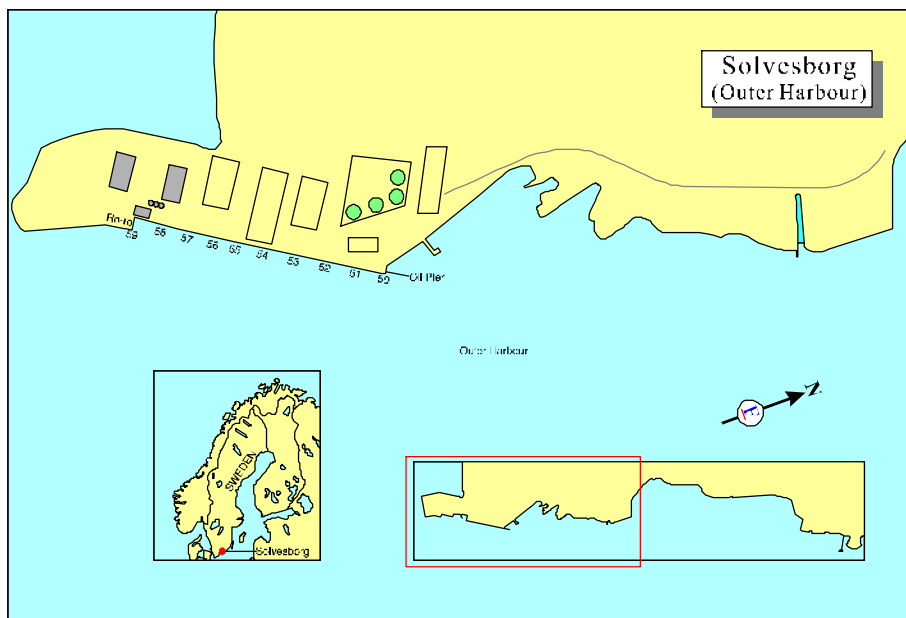 Solvesborg
(Outer Harbour)
Ro-ro
59
58
57
56
55
54
53
52
51
50
Oil Pier
Outer Harbour
N
SWEDEN
Solvesborg